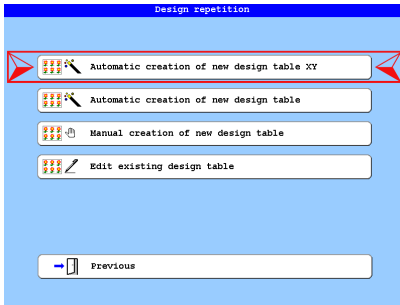 Design repetition
Automatic creation of new design table XY
Automatic creation of new design table
Manual creation of new design table
Edit existing design table
Previous